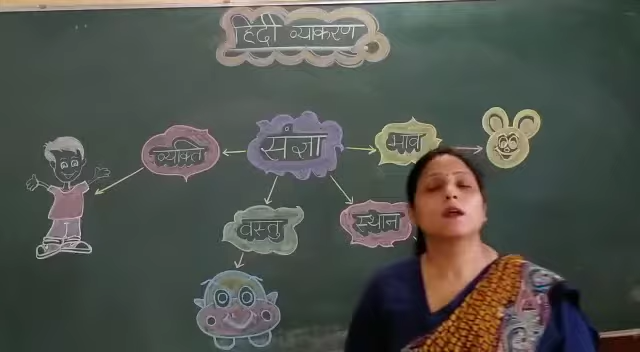 हिंदी व्याकरण
संज्ञा
व्यक्ति
भाव
वस्तु
स्थान